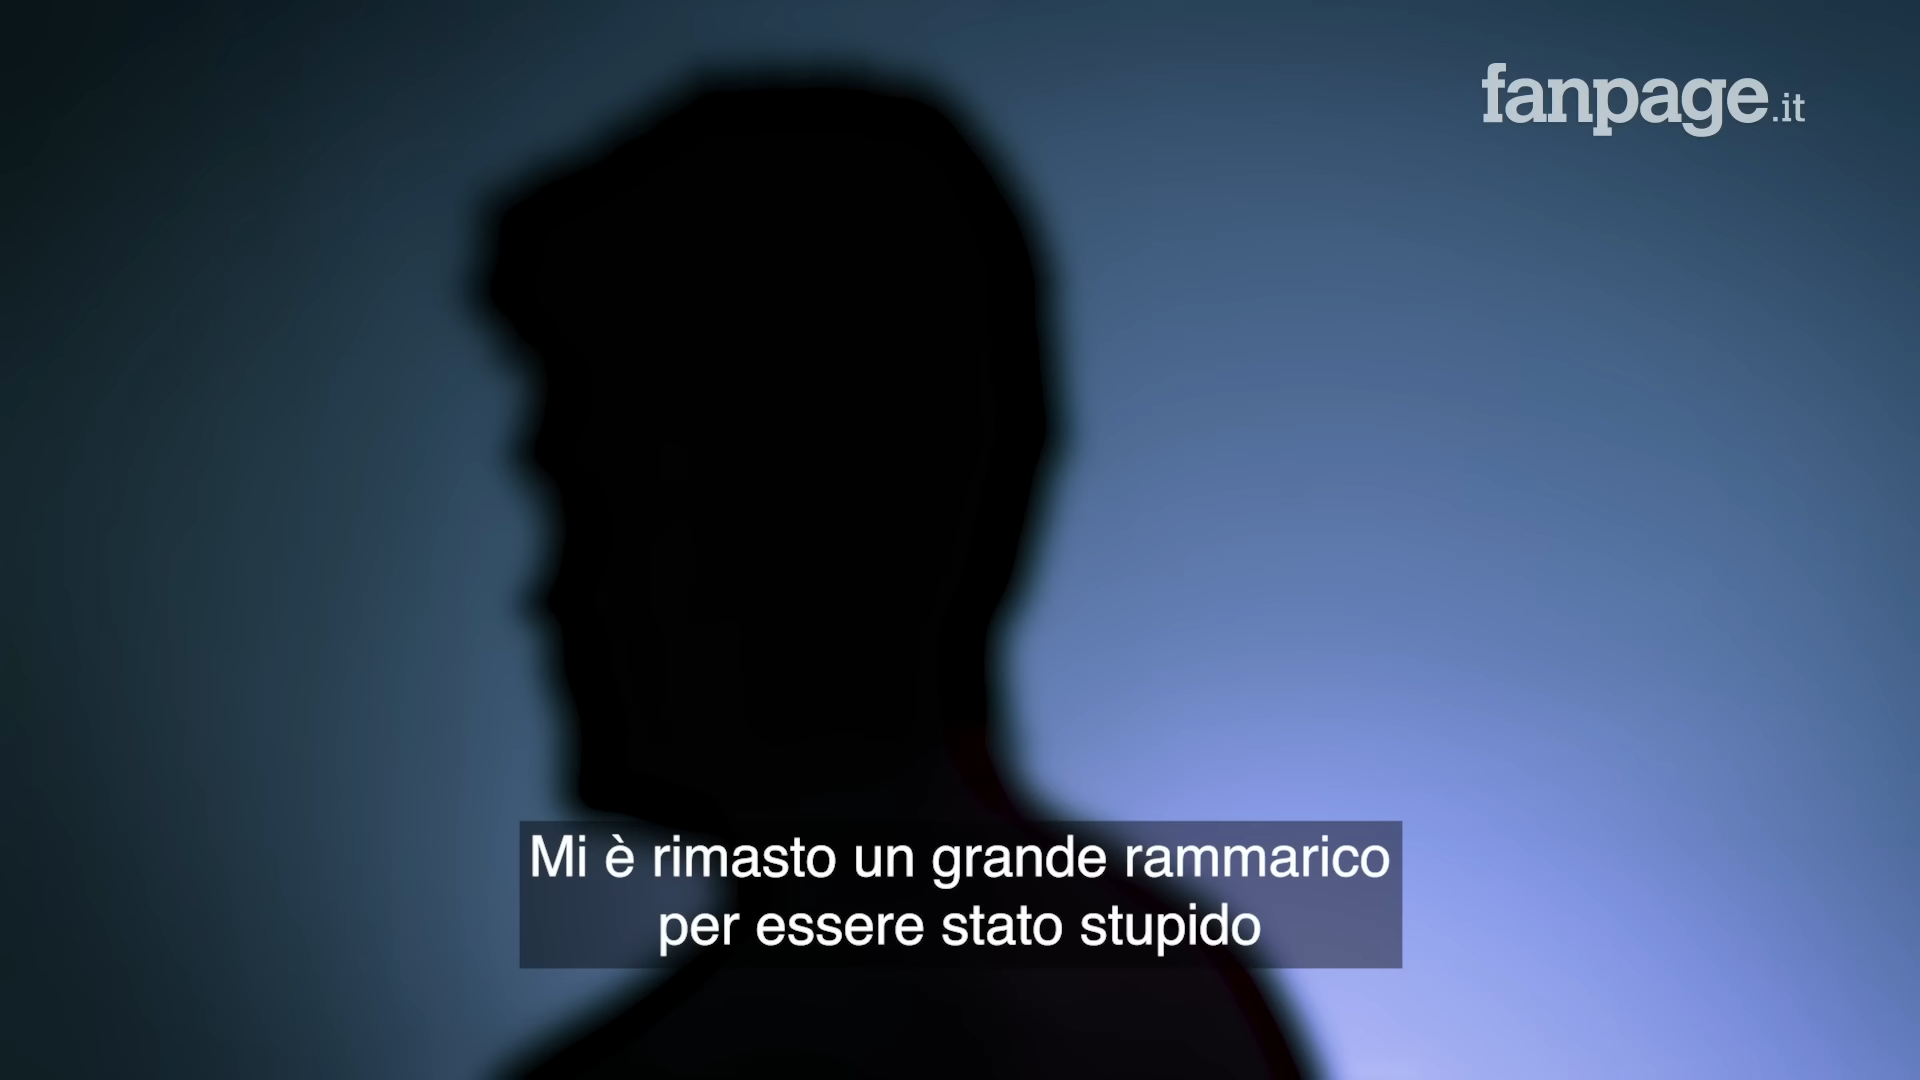 fanpage.it
Mi è rimasto un grande rammarico
per essere stato stupido